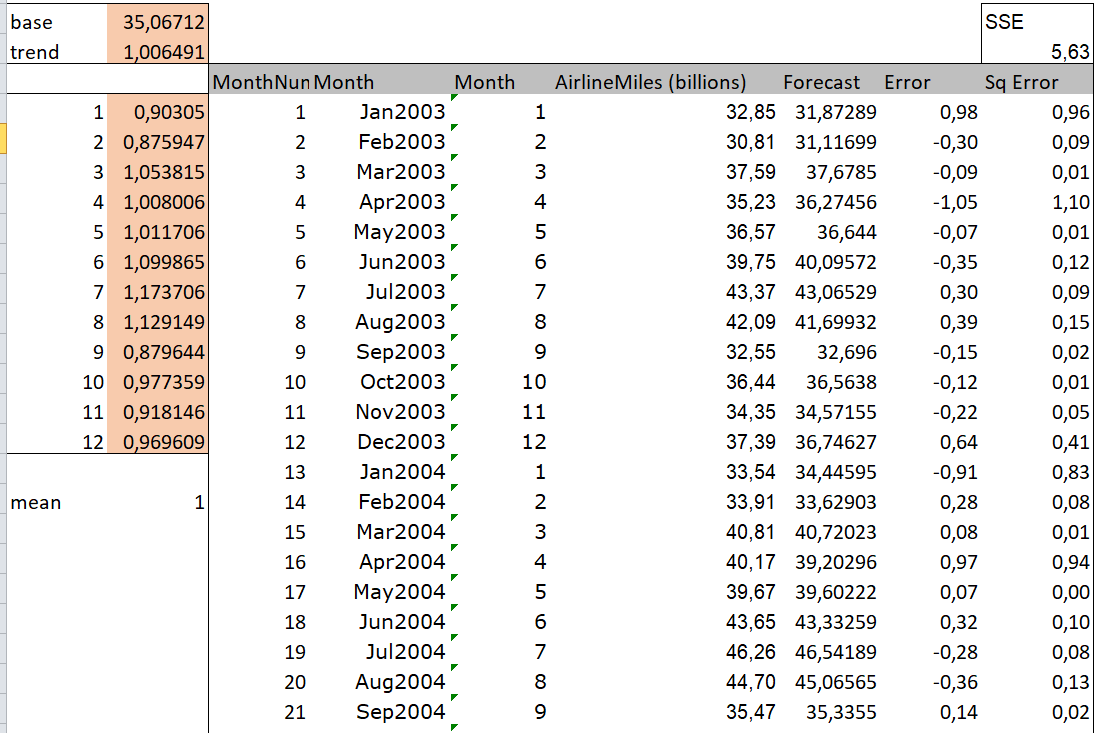 base 35,06712 SSE
trend 1,006491 5,63
MonthNun Month Month AirlineMiles (billions) Forecast Error Sq Error
1 0,90305 1 Jan2003 1 32,85 31,87289 0,98 0,96
2 0,875947 2 Feb2003 2 30,81 31,11699 -0,30 0,09
3 1,053815 3 Mar2003 3 37,59 37,6785 -0,09 0,01
4 1,008006 4 Apr2003 4 35,23 36,27456 -1,05 1,10
5 1,011706 5 May2003 5 36,57 36,644 -0,07 0,01
6 1,099865 6 Jun2003 6 39,75 40,09572 -0,35 0,12
7 1,173706 7 Jul2003 7 43,37 43,06529 0,30 0,09
8 1,129149 8 Aug2003 8 42,09 41,69932 0,39 0,15
9 0,879644 9 Sep2003 9 32,55 32,696 -0,15 0,02
10 0,977359 10 Oct2003 10 36,44 36,5638 -0,12 0,01
11 0,918146 11 Nov2003 11 34,35 34,57155 -0,22 0,05
12 0,969609 12 Dec2003 12 37,39 36,74627 0,64 0,41
13 Jan2004 1 33,54 34,44595 -0,91 0,83
mean 1 14 Feb2004 2 33,91 33,62903 0,28 0,08
15 Mar2004 3 40,81 40,72023 0,08 0,01
16 Apr2004 4 40,17 39,20296 0,97 0,94
17 May2004 5 39,67 39,60222 0,07 0,00
18 Jun2004 6 43,65 43,33259 0,32 0,10
19 Jul2004 7 46,26 46,54189 -0,28 0,08
20 Aug2004 8 44,70 45,06565 -0,36 0,13
21 Sep2004 9 35,47 35,3355 0,14 0,02